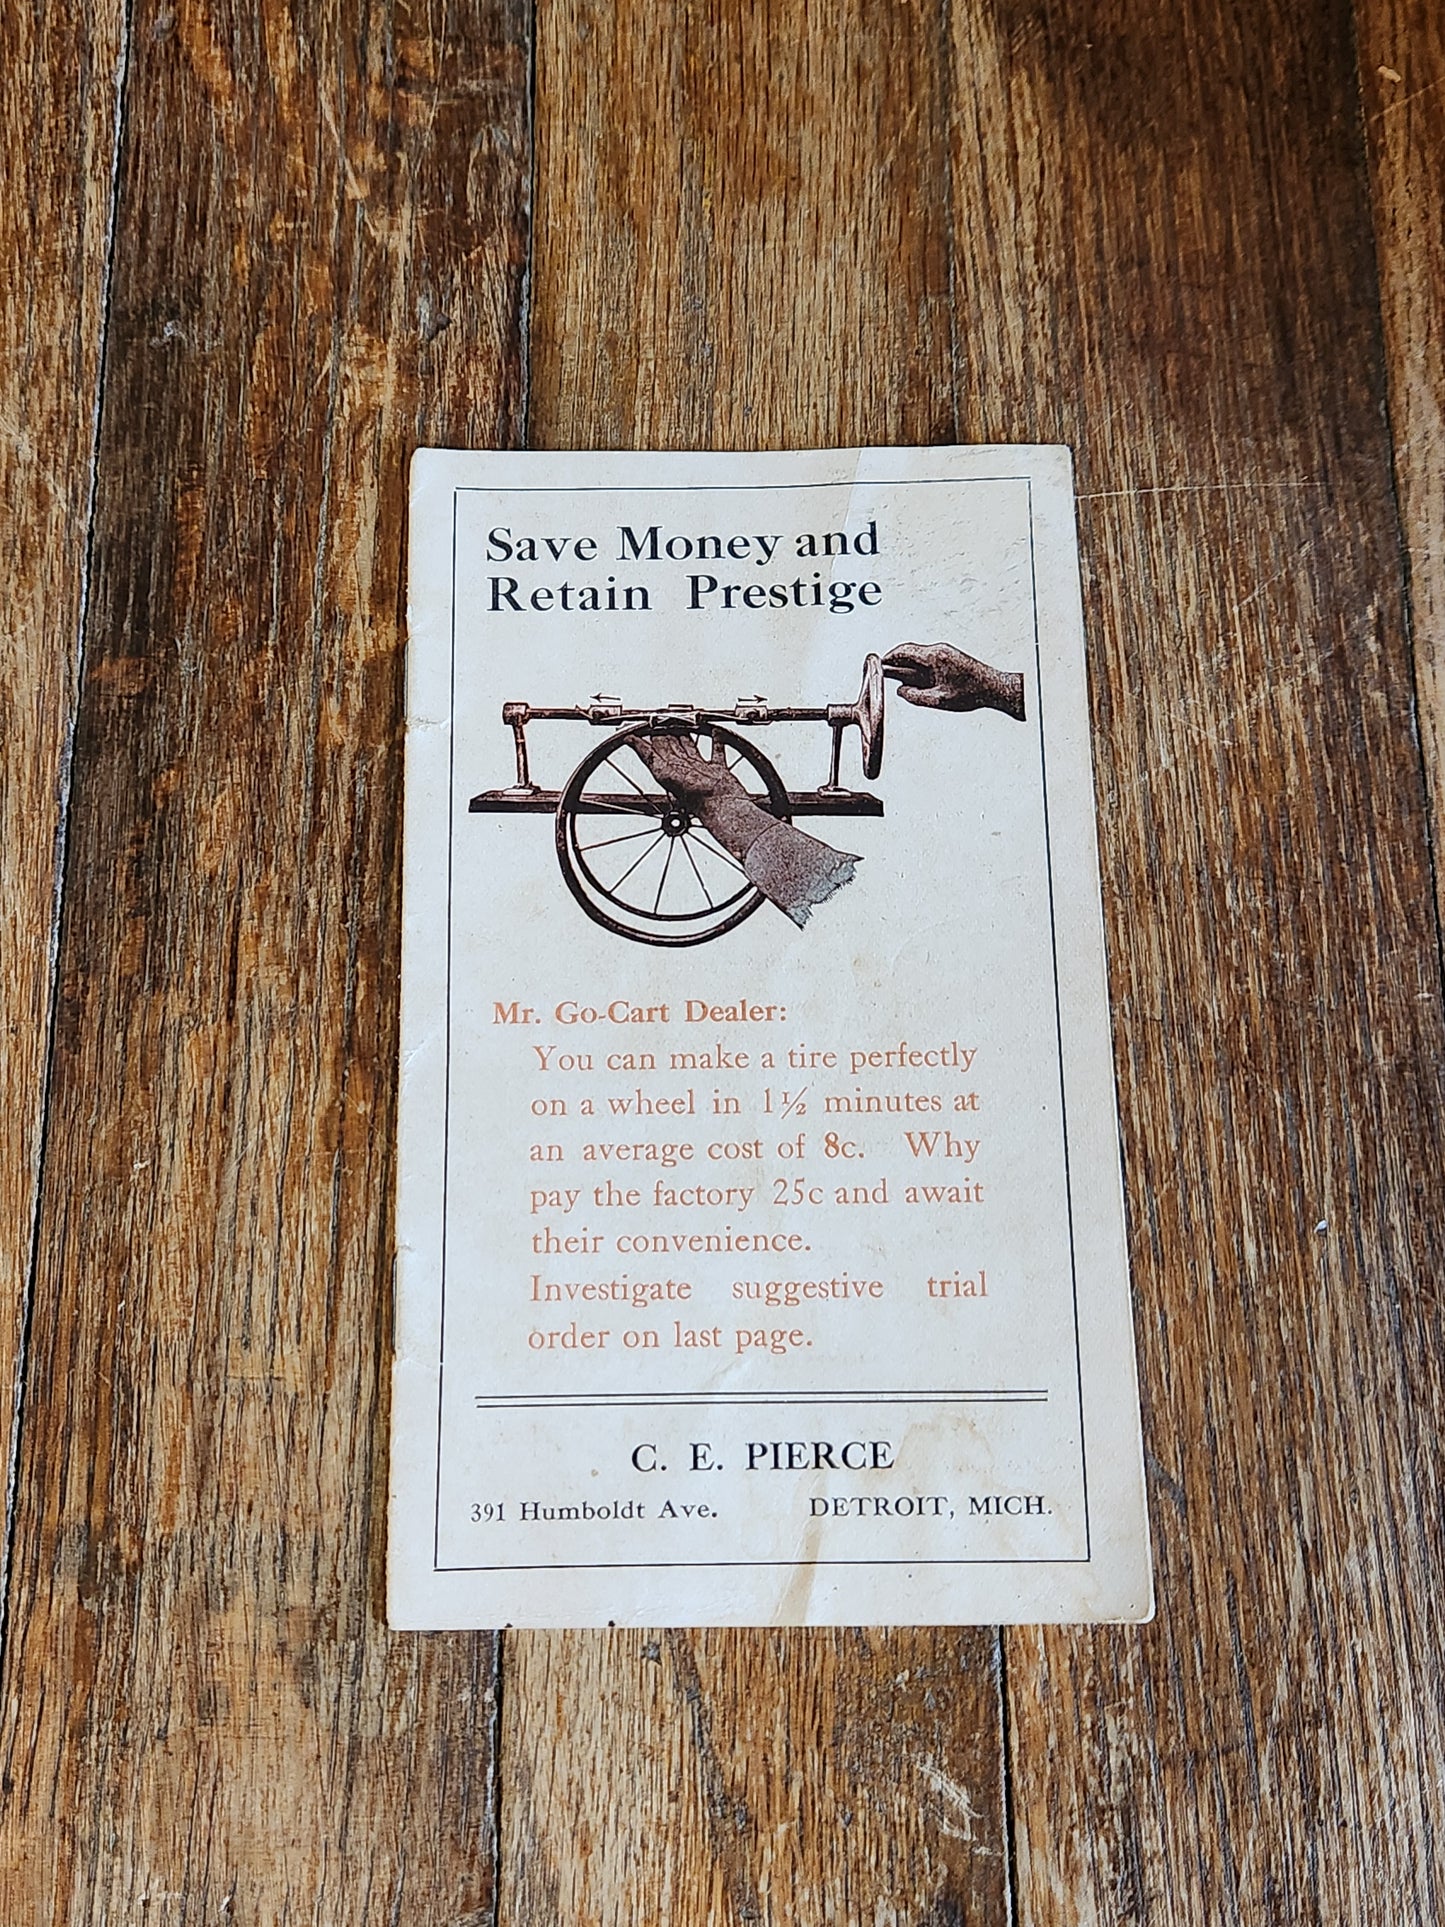 Save Money and
Retain Prestige
Mr. Go-Cart Dealer:
You can make a tire perfectly
on a wheel in 1½ minutes at
an average cost of 8c. Why
pay the factory 25c and await
their convenience.
Investigate suggestive trial
order on last page.
C. E. PIERCE
391 Humboldt Ave. DETROIT, MICH.